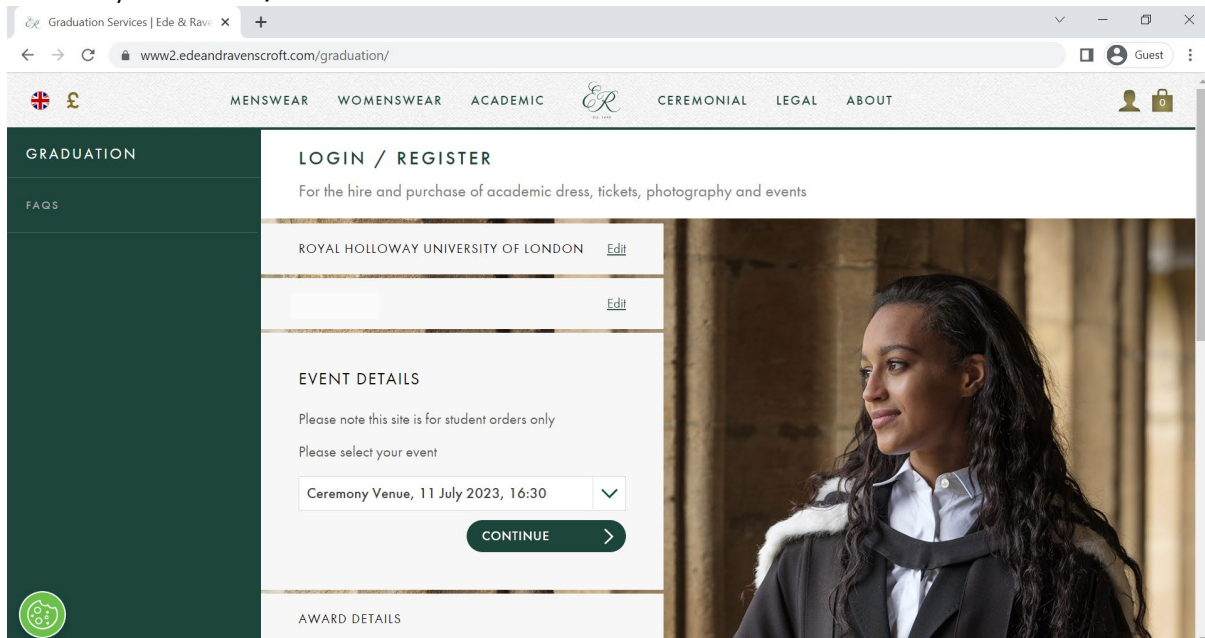 Graduation Services | Ede & Rave
www2.edeandravenscroft.com/graduation/
Guest
£
MENSWEAR WOMENSWEAR ACADEMIC ER CEREMONIAL LEGAL ABOUT
0
GRADUATION
FAQS
LOGIN / REGISTER
For the hire and purchase of academic dress, tickets, photography and events
ROYAL HOLLOWAY UNIVERSITY OF LONDON Edit
Edit
EVENT DETAILS
Please note this site is for student orders only
Please select your event
Ceremony Venue, 11 July 2023, 16:30
CONTINUE
AWARD DETAILS